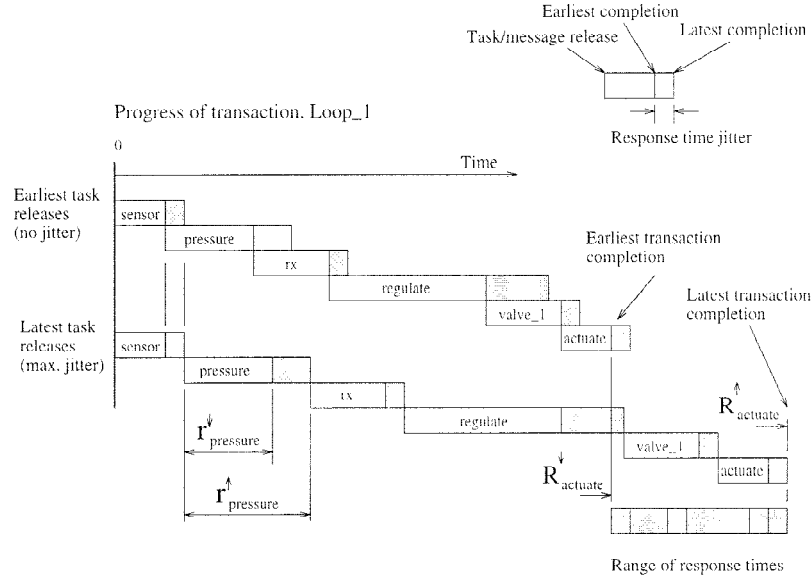 Earliest completion
Latest completion
Task/message release
Response time jitter
Progress of transaction. Loop_1
0
Time
Earliest task
releases
(no jitter)
sensor
pressure
rx
regulate
valve_1
actuate
Earliest transaction
completion
Latest transaction
completion
Latest task
releases
(max. jitter)
sensor
pressure
rx
regulate
valve_1
actuate
r↓pressure
r↑pressure
R↓actuate
R↑actuate
Range of response times